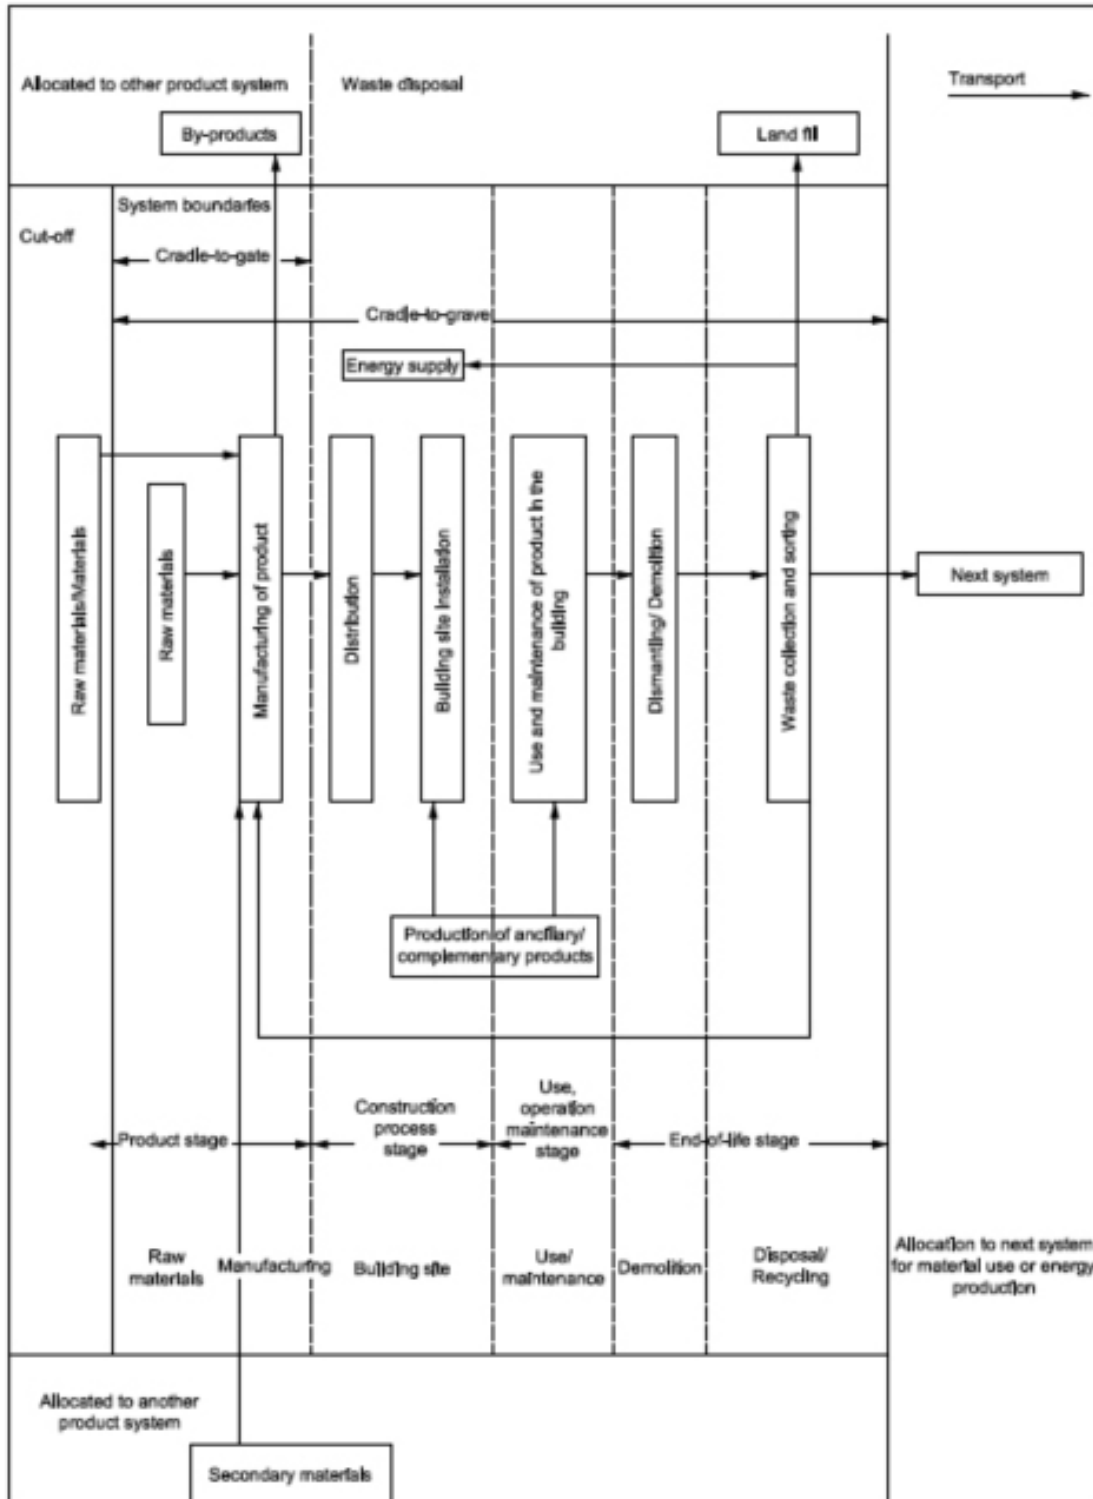 Allocated to other product system
Waste disposal
Transport
By-products
Land fill
System boundaries
Cut-off
Cradle-to-gate
Cradle-to-grave
Energy supply
Raw materials/Materials
Raw materials
Manufacturing of product
Distribution
Building site Installation
Use and maintenance of product in the
building
Dismantling/ Demolition
Waste collection and sorting
Next system
Production of ancillary/
complementary products
Product stage
Construction
process
stage
Use,
operation
maintenance
stage
End-of-life stage
Raw
materials
Manufacturing
Building site
Use/
maintenance
Demolition
Disposal/
Recycling
Allocation to next system
for material use or energy
production
Allocated to another
product system
Secondary materials